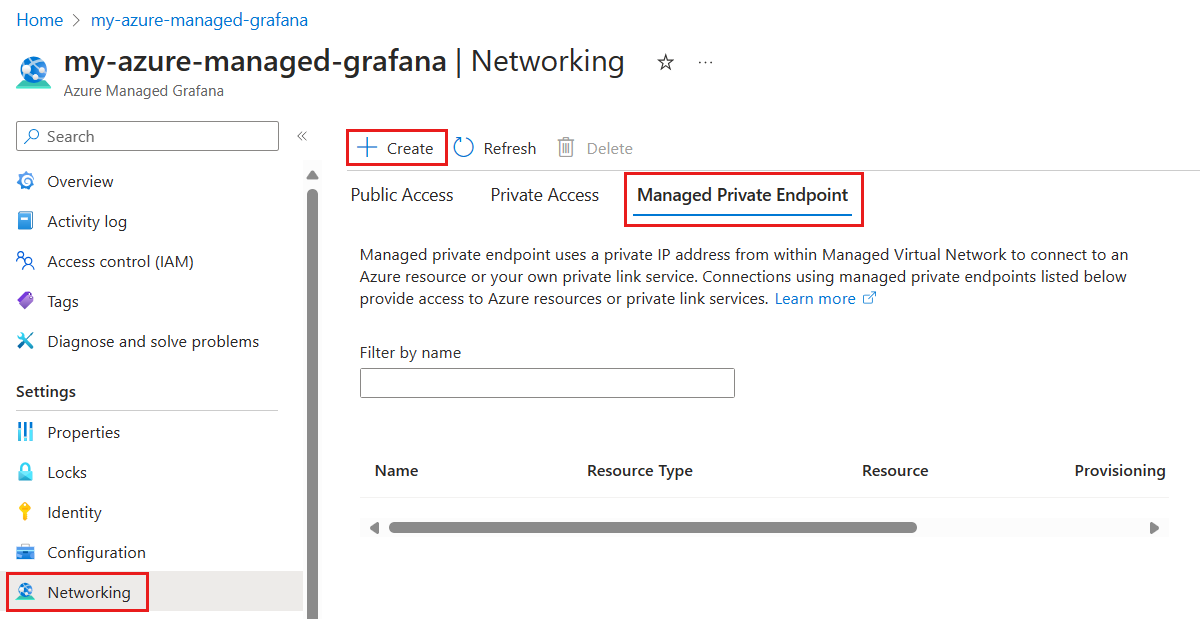 Home > my-azure-managed-grafana
my-azure-managed-grafana | Networking ☆ ...
Azure Managed Grafana
Search «
+ Create Refresh Delete
Public Access Private Access Managed Private Endpoint
Overview
Activity log
Access control (IAM)
Tags
Diagnose and solve problems
Settings
Properties
Locks
Identity
Configuration
Networking
Managed private endpoint uses a private IP address from within Managed Virtual Network to connect to an
Azure resource or your own private link service. Connections using managed private endpoints listed below
provide access to Azure resources or private link services. Learn more
Filter by name
Name Resource Type Resource Provisioning